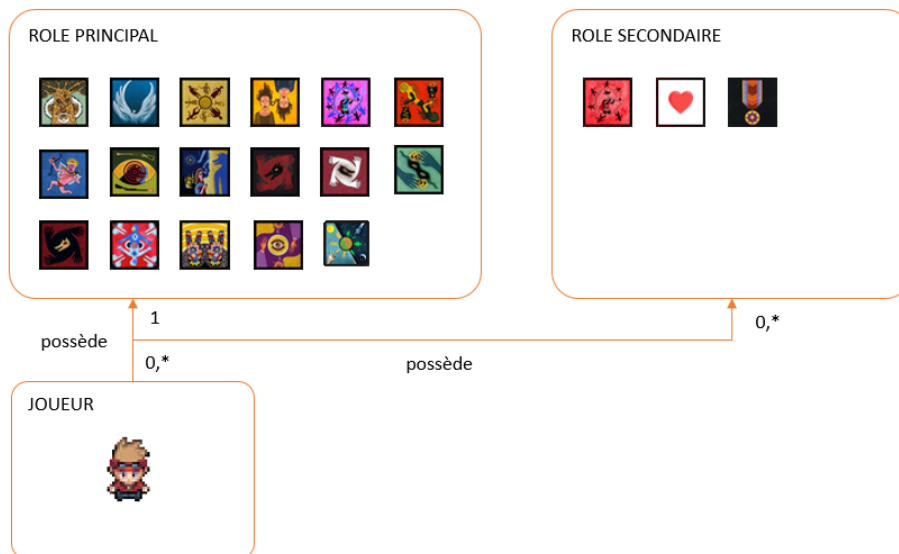 ROLE PRINCIPAL
ROLE SECONDAIRE
1
0,*
possède
0,*
possède
JOUEUR